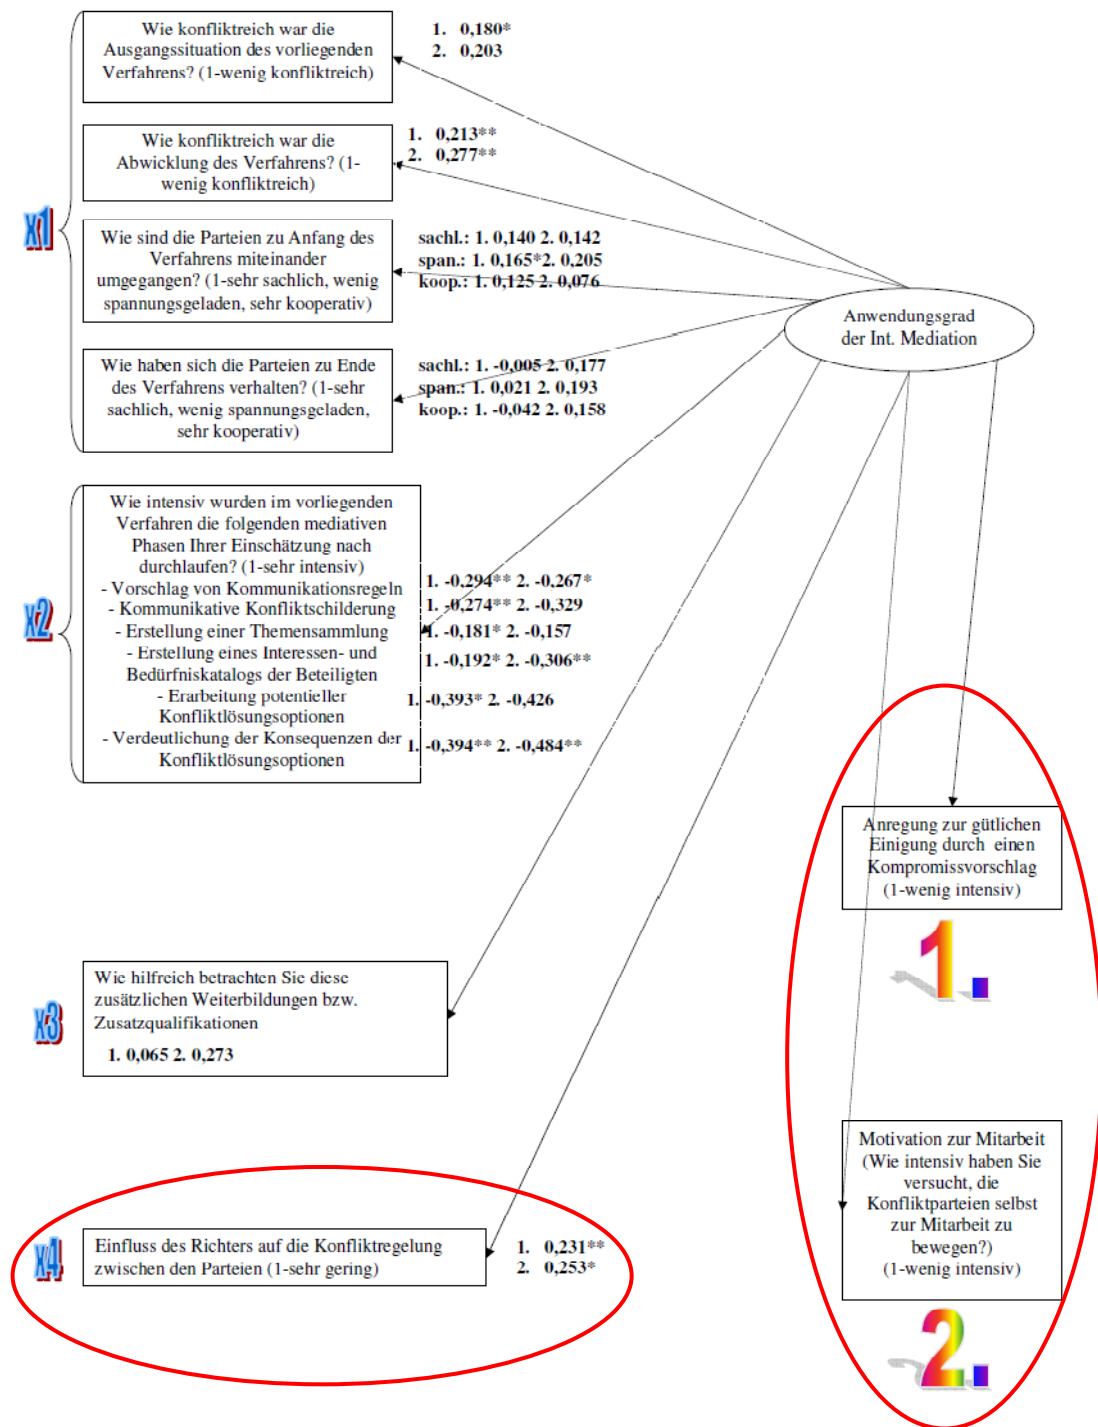 Wie konfliktreich war die
Ausgangssituation des vorliegenden
Verfahrens? (1-wenig konfliktreich)
1. 0,180*
2. 0,203
Wie konfliktreich war die
Abwicklung des Verfahrens? (1-
wenig konfliktreich)
1. 0,213**
2. 0,277**
x1
Wie sind die Parteien zu Anfang des
Verfahrens miteinander
umgegangen? (1-sehr sachlich, wenig
spannungsgeladen, sehr kooperativ)
sachl.: 1. 0,140 2. 0,142
span.: 1. 0,165*2. 0,205
koop.: 1. 0,125 2. 0,076
Anwendungsgrad
der Int. Mediation
Wie haben sich die Parteien zu Ende
des Verfahrens verhalten? (1-sehr
sachlich, wenig spannungsgeladen,
sehr kooperativ)
sachl.: 1. -0,005 2. 0,177
span.: 1. 0,021 2. 0,193
koop.: 1. -0,042 2. 0,158
x2
Wie intensiv wurden im vorliegenden
Verfahren die folgenden mediativen
Phasen Ihrer Einschätzung nach
durchlaufen? (1-sehr intensiv)
- Vorschlag von Kommunikationsregeln
- Kommunikative Konfliktschilderung
- Erstellung einer Themensammlung
- Erstellung eines Interessen- und
Bedürfniskatalogs der Beteiligten
- Erarbeitung potentieller
Konfliktlösungsoptionen
- Verdeutlichung der Konsequenzen der
Konfliktlösungsoptionen
1. -0,294** 2. -0,267*
1. -0,274** 2. -0,329
1. -0,181* 2. -0,157
1. -0,192* 2. -0,306**
1. -0,393* 2. -0,426
1. -0,394** 2. -0,484**
Anregung zur gütlichen
Einigung durch einen
Kompromissvorschlag
(1-wenig intensiv)
1.
x3
Wie hilfreich betrachten Sie diese
zusätzlichen Weiterbildungen bzw.
Zusatzqualifikationen
1. 0,065 2. 0,273
Motivation zur Mitarbeit
(Wie intensiv haben Sie
versucht, die
Konfliktparteien selbst
zur Mitarbeit zu
bewegen?)
(1-wenig intensiv)
2.
x4
Einfluss des Richters auf die Konfliktregelung
zwischen den Parteien (1-sehr gering)
1. 0,231**
2. 0,253*